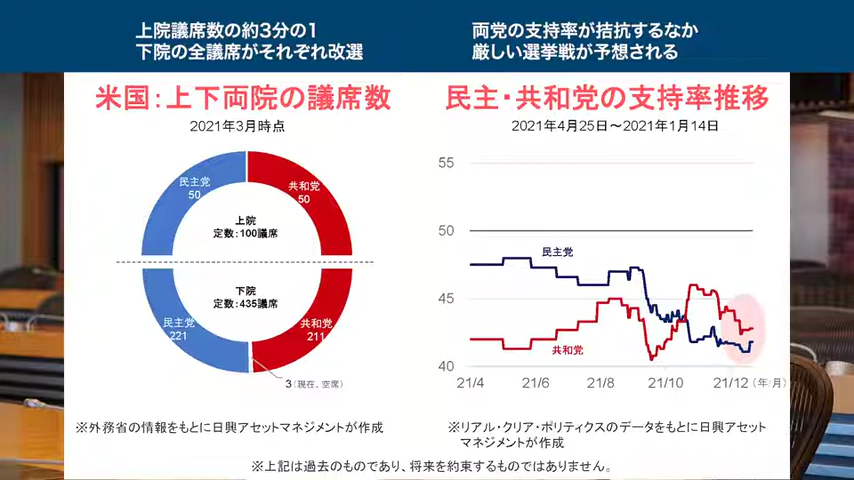 上院議席数の約3分の1
下院の全議席がそれぞれ改選
両党の支持率が拮抗するなか
厳しい選挙戦が予想される
米国：上下両院の議席数
2021年3月時点
民主党
50
共和党
50
上院
定数：100議席
下院
定数：435議席
民主党
221
共和党
211
3（現在、空席）
※外務省の情報をもとに日興アセットマネジメントが作成
民主・共和党の支持率推移
2021年4月25日～2021年1月14日
55
50
45
40
民主党
共和党
21/4
21/6
21/8
21/10
21/12
（年/月）
※リアル・クリア・ポリティクスのデータをもとに日興アセット
マネジメントが作成
※上記は過去のものであり、将来を約束するものではありません。